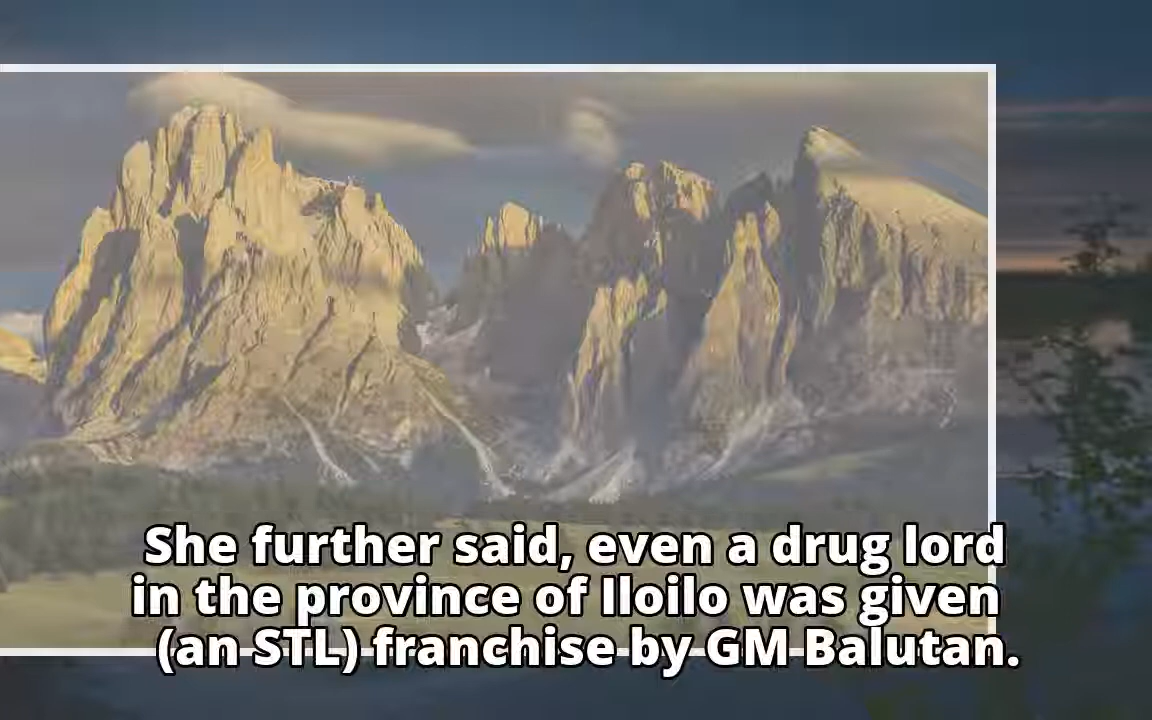 She further said, even a drug lord
in the province of Iloilo was given
(an STL) franchise by GM Balutan.